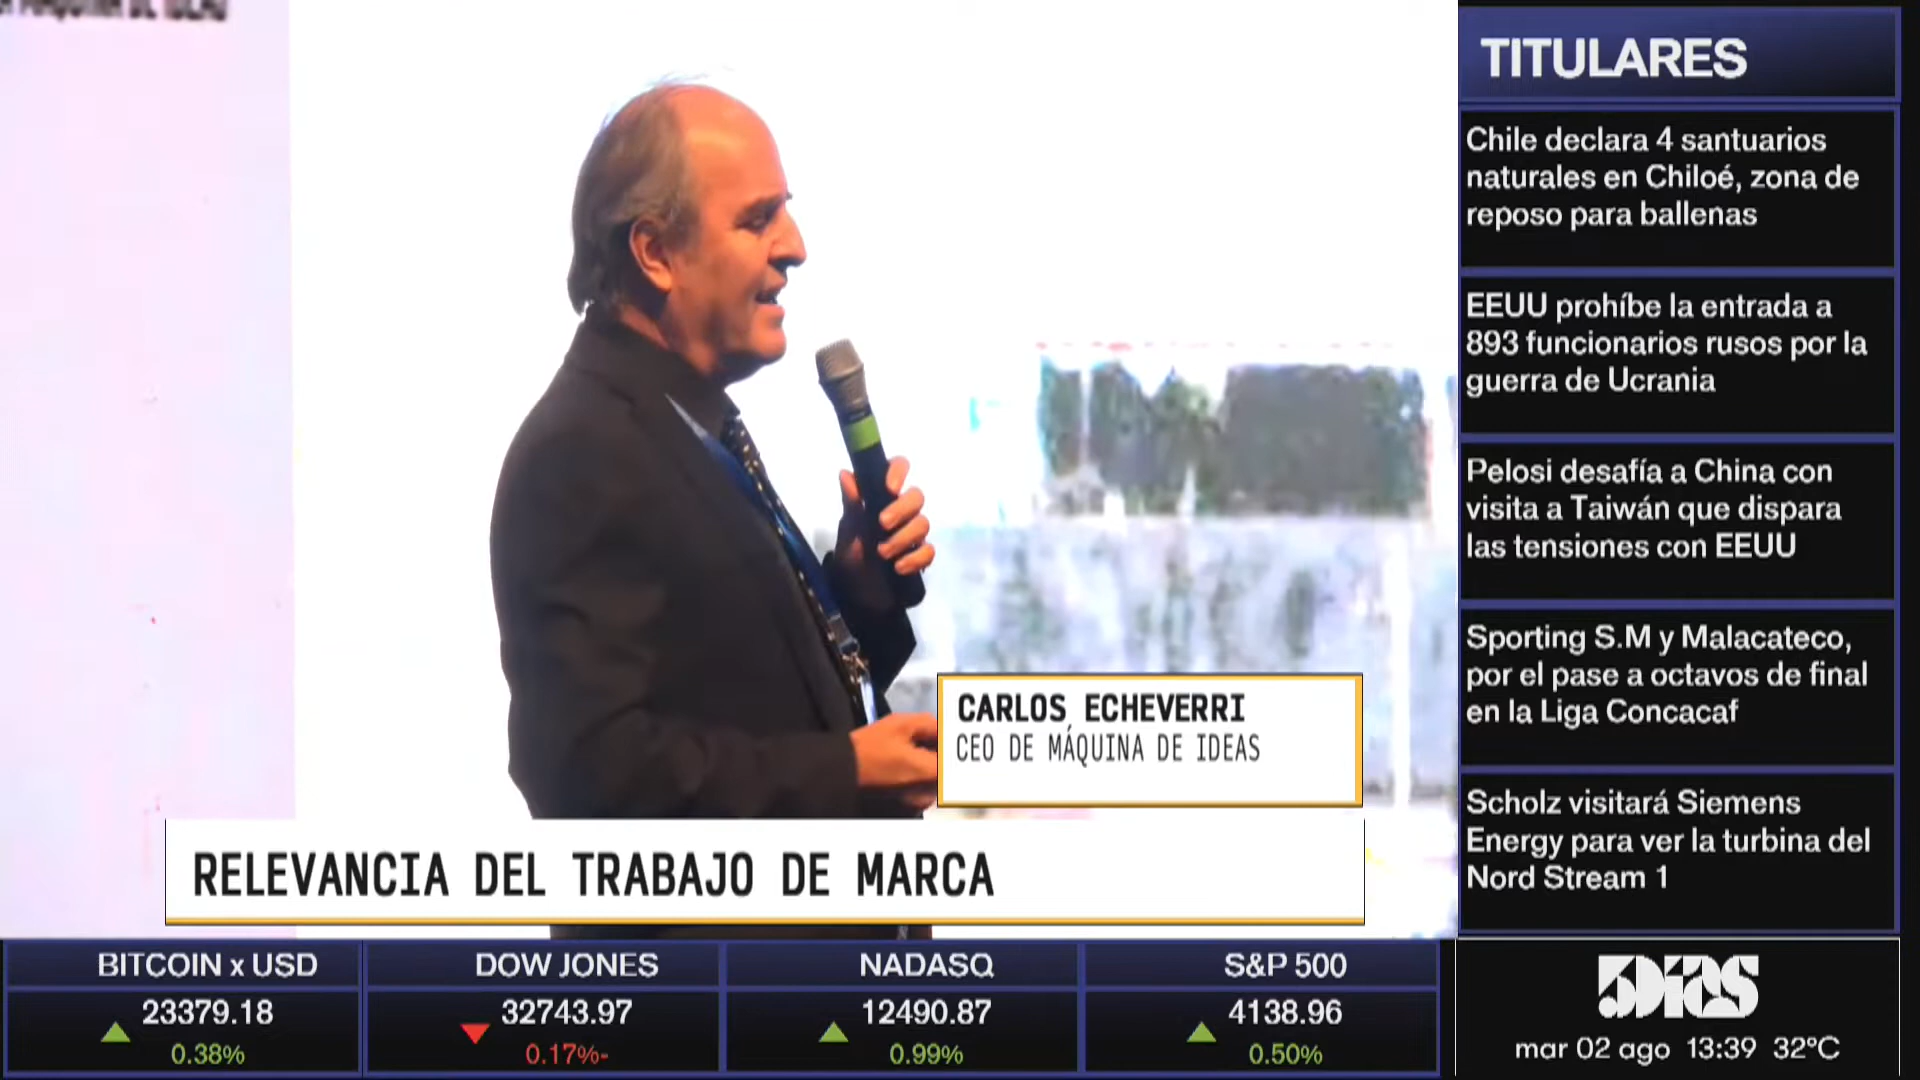 MAQUINA DE IDEAS
TITULARES
Chile declara 4 santuarios
naturales en Chiloé, zona de
reposo para ballenas
EEUU prohíbe la entrada a
893 funcionarios rusos por la
guerra de Ucrania
Pelosi desafía a China con
visita a Taiwán que dispara
las tensiones con EEUU
Sporting S.M y Malacateco,
por el pase a octavos de final
en la Liga Concacaf
Scholz visitará Siemens
Energy para ver la turbina del
Nord Stream 1
CARLOS ECHEVERRI
CEO DE MÁQUINA DE IDEAS
RELEVANCIA DEL TRABAJO DE MARCA
BITCOIN x USD
23379.18
0.38%
DOW JONES
32743.97
0.17%-
NADASQ
12490.87
0.99%
S&P 500
4138.96
0.50%
5Días
mar 02 ago 13:39 32°C